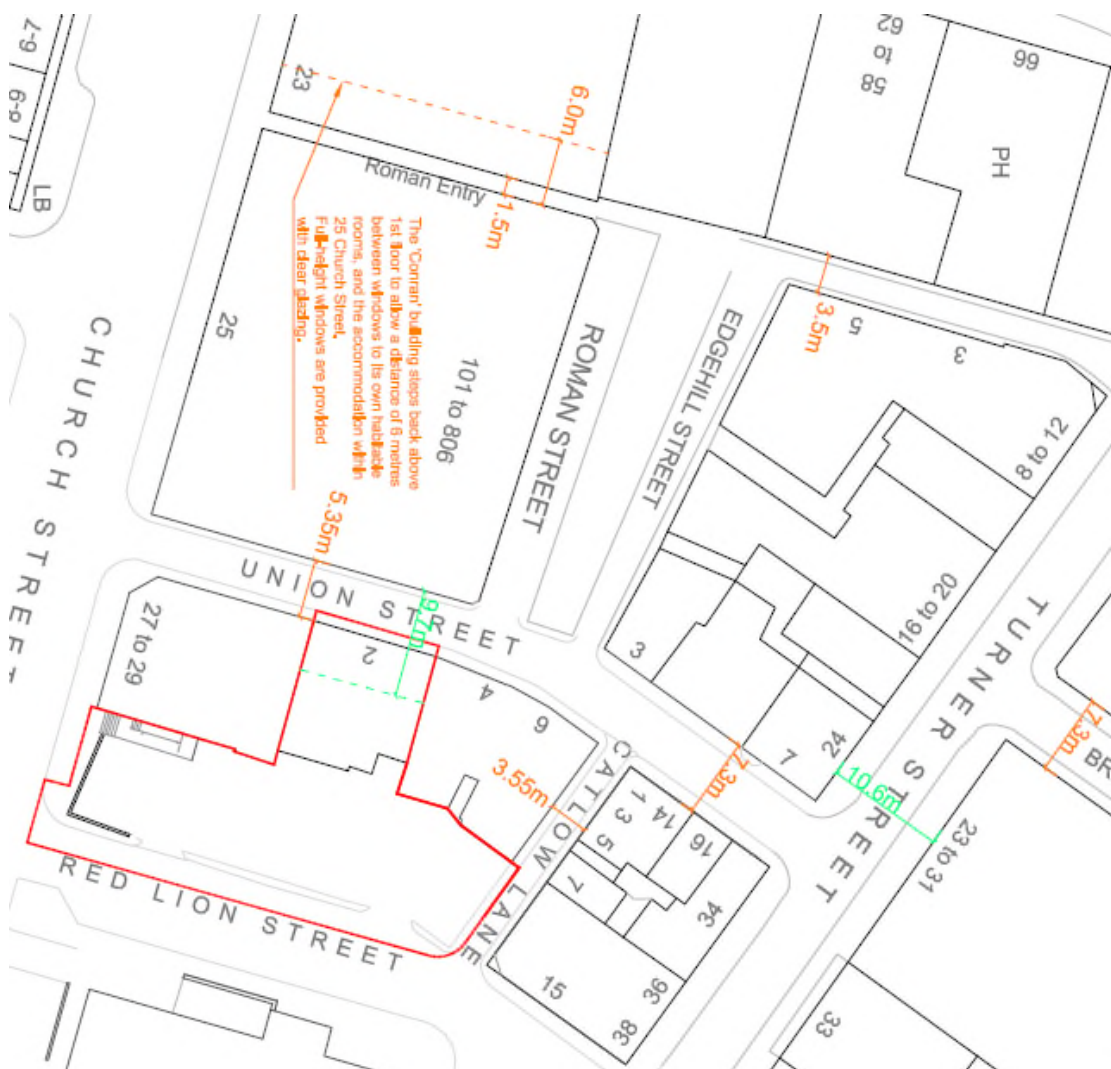 7-9
6-8
LB
23
6.0m
62
to
58
66
PH
Roman Entry
1.5m
3.5m
The 'Conran' building steps back above
1st floor to allow a distance of 6 metres
between windows to its own habitable
rooms, and the accommodation within
25 Church Street.
Full-height windows are provided
with clear glazing.
25
101 to 806
ROMAN STREET
EDGEHILL STREET
5
3
8 to 12
CHURCH STREET
5.35m
UNION STREET
9.7m
27 to 29
2
4
6
3
7
24
16 to 20
TURNER STREET
7.3m
BR
10.6m
23 to 31
7.3m
3.55m
CATLOW LANE
1
3
5
7
14
16
34
36
38
15
33
RED LION STREET